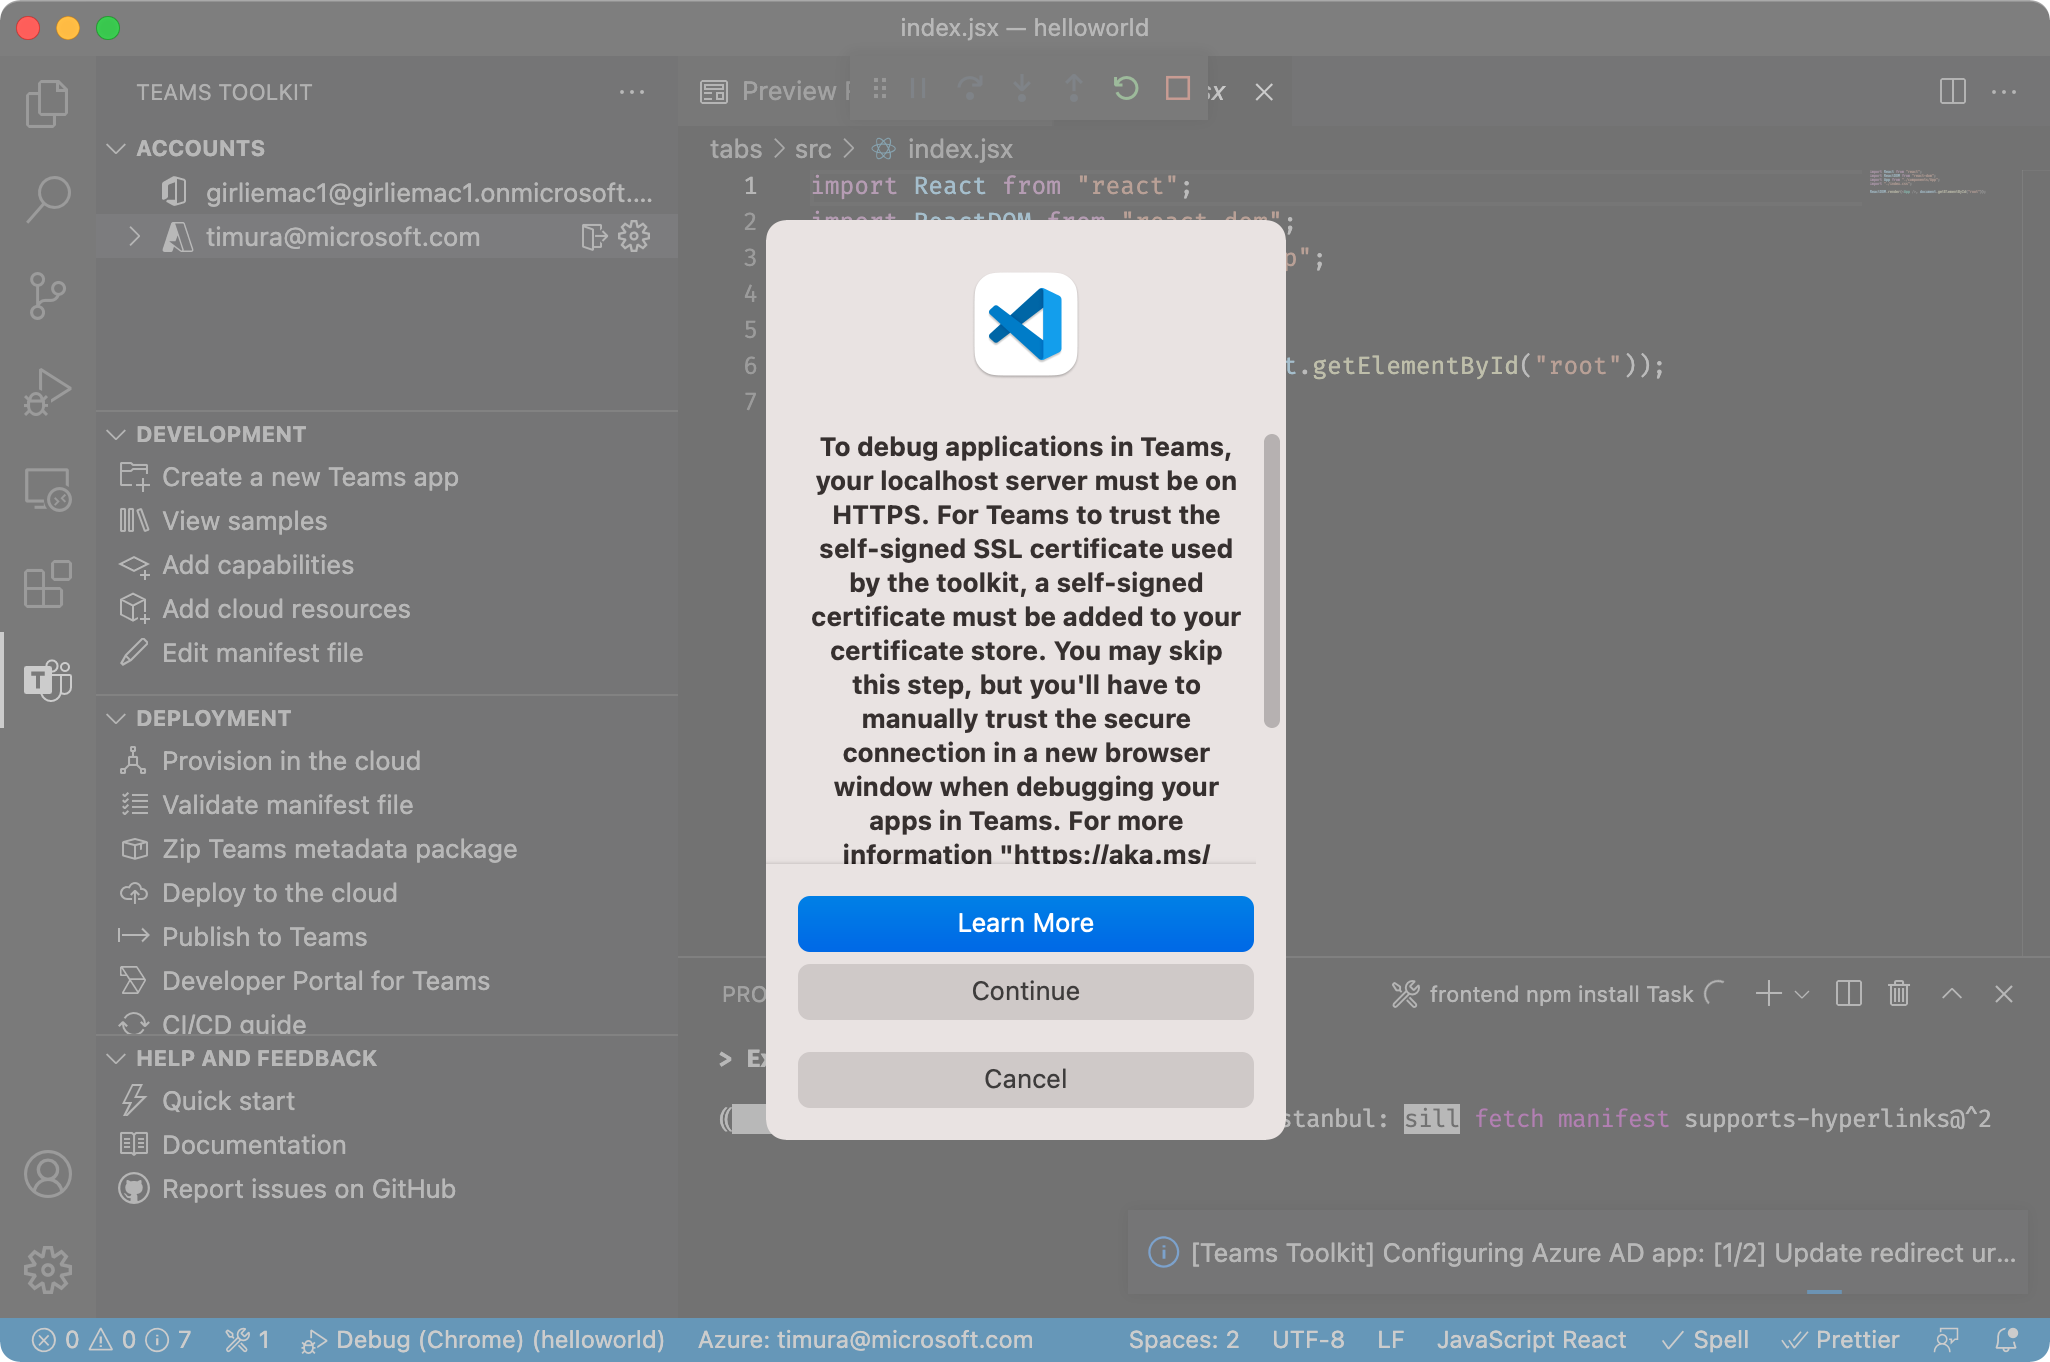 index.jsx — helloworld
TEAMS TOOLKIT
ACCOUNTS
girliemac1@girliemac1.onmicrosoft....
timura@microsoft.com
DEVELOPMENT
Create a new Teams app
View samples
Add capabilities
Add cloud resources
Edit manifest file
DEPLOYMENT
Provision in the cloud
Validate manifest file
Zip Teams metadata package
Deploy to the cloud
Publish to Teams
Developer Portal for Teams
CI/CD guide
HELP AND FEEDBACK
Quick start
Documentation
Report issues on GitHub
Preview
tabs > src > index.jsx
1 import React from "react";
2 import ReactDOM from "react-dom";
3 p";
4
5
6 t.getElementById("root"));
7
To debug applications in Teams,
your localhost server must be on
HTTPS. For Teams to trust the
self-signed SSL certificate used
by the toolkit, a self-signed
certificate must be added to your
certificate store. You may skip
this step, but you'll have to
manually trust the secure
connection in a new browser
window when debugging your
apps in Teams. For more
information "https://aka.ms/
Learn More
Continue
Cancel
PRO
frontend npm install Task
> Ex
stanbul: sill fetch manifest supports-hyperlinks@^2
[Teams Toolkit] Configuring Azure AD app: [1/2] Update redirect ur...
0 0 7 1 Debug (Chrome) (helloworld) Azure: timura@microsoft.com Spaces: 2 UTF-8 LF JavaScript React Spell Prettier